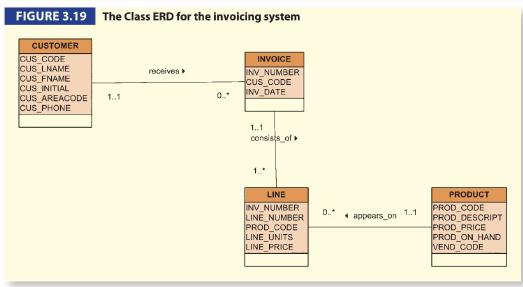 FIGURE 3.19 The Class ERD for the invoicing system
CUSTOMER
CUS_CODE
CUS_LNAME
CUS_FNAME
CUS_INITIAL
CUS_AREACODE
CUS_PHONE
receives
1..1
0..*
INVOICE
INV_NUMBER
CUS_CODE
INV_DATE
1..1
consists_of
1..*
LINE
INV_NUMBER
LINE_NUMBER
PROD_CODE
LINE_UNITS
LINE_PRICE
0..*
appears_on
1..1
PRODUCT
PROD_CODE
PROD_DESCRIPT
PROD_PRICE
PROD_ON_HAND
VEND_CODE